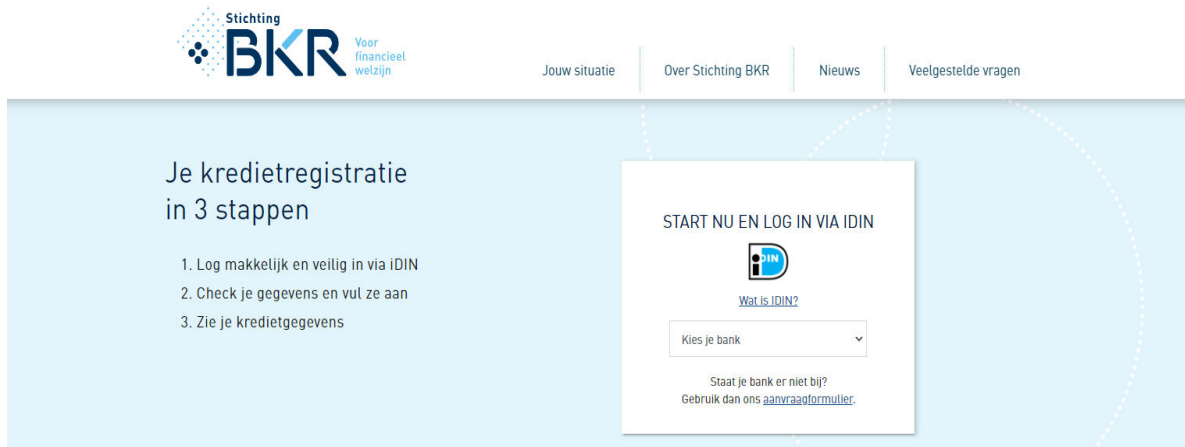 Stichting
BKR
Voor
financieel
welzijn
Jouw situatie
Over Stichting BKR
Nieuws
Veelgestelde vragen
Je kredietregistratie
in 3 stappen
1. Log makkelijk en veilig in via iDIN
2. Check je gegevens en vul ze aan
3. Zie je kredietgegevens
START NU EN LOG IN VIA IDIN
iDIN
Wat is IDIN?
Kies je bank
Staat je bank er niet bij?
Gebruik dan ons aanvraagformulier.